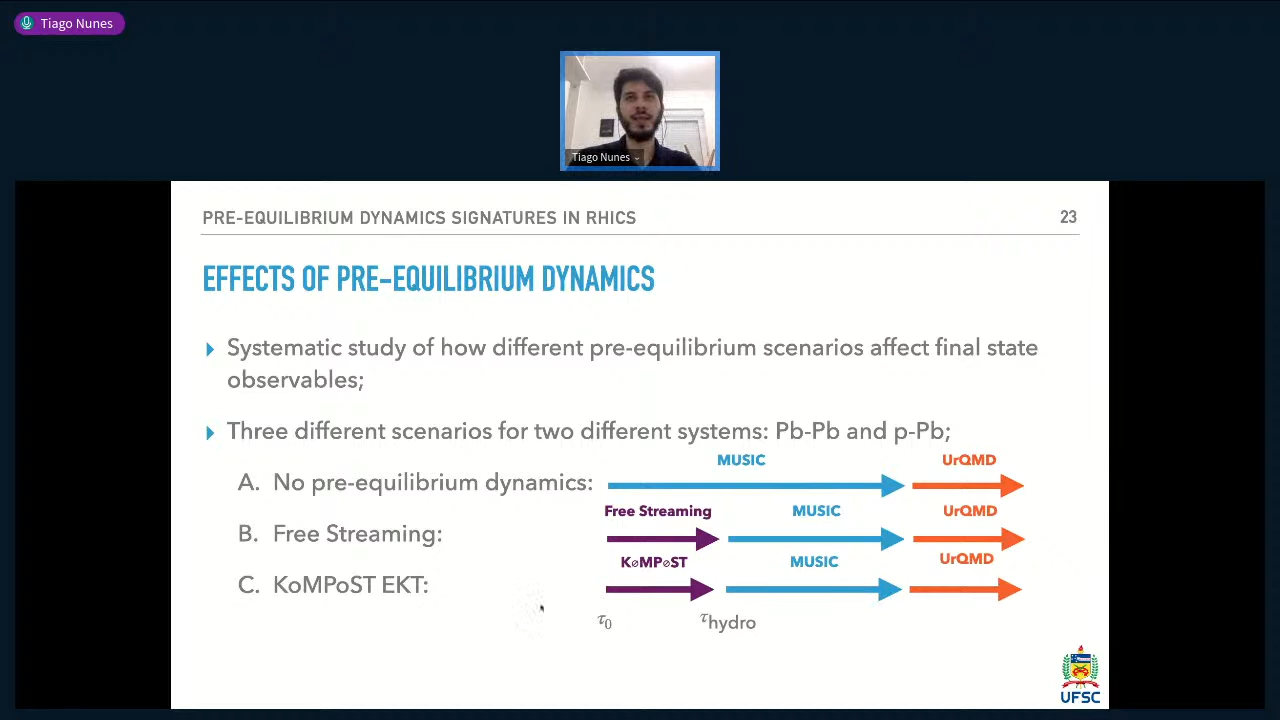 Tiago Nunes
Tiago Nunes
PRE-EQUILIBRIUM DYNAMICS SIGNATURES IN RHICS 23
EFFECTS OF PRE-EQUILIBRIUM DYNAMICS
Systematic study of how different pre-equilibrium scenarios affect final state
observables;
Three different scenarios for two different systems: Pb-Pb and p-Pb;
MUSIC UrQMD
A. No pre-equilibrium dynamics:
Free Streaming MUSIC UrQMD
B. Free Streaming:
K⌀MP⌀ST MUSIC UrQMD
C. KoMPoST EKT:
τ0 τhydro
UFSC